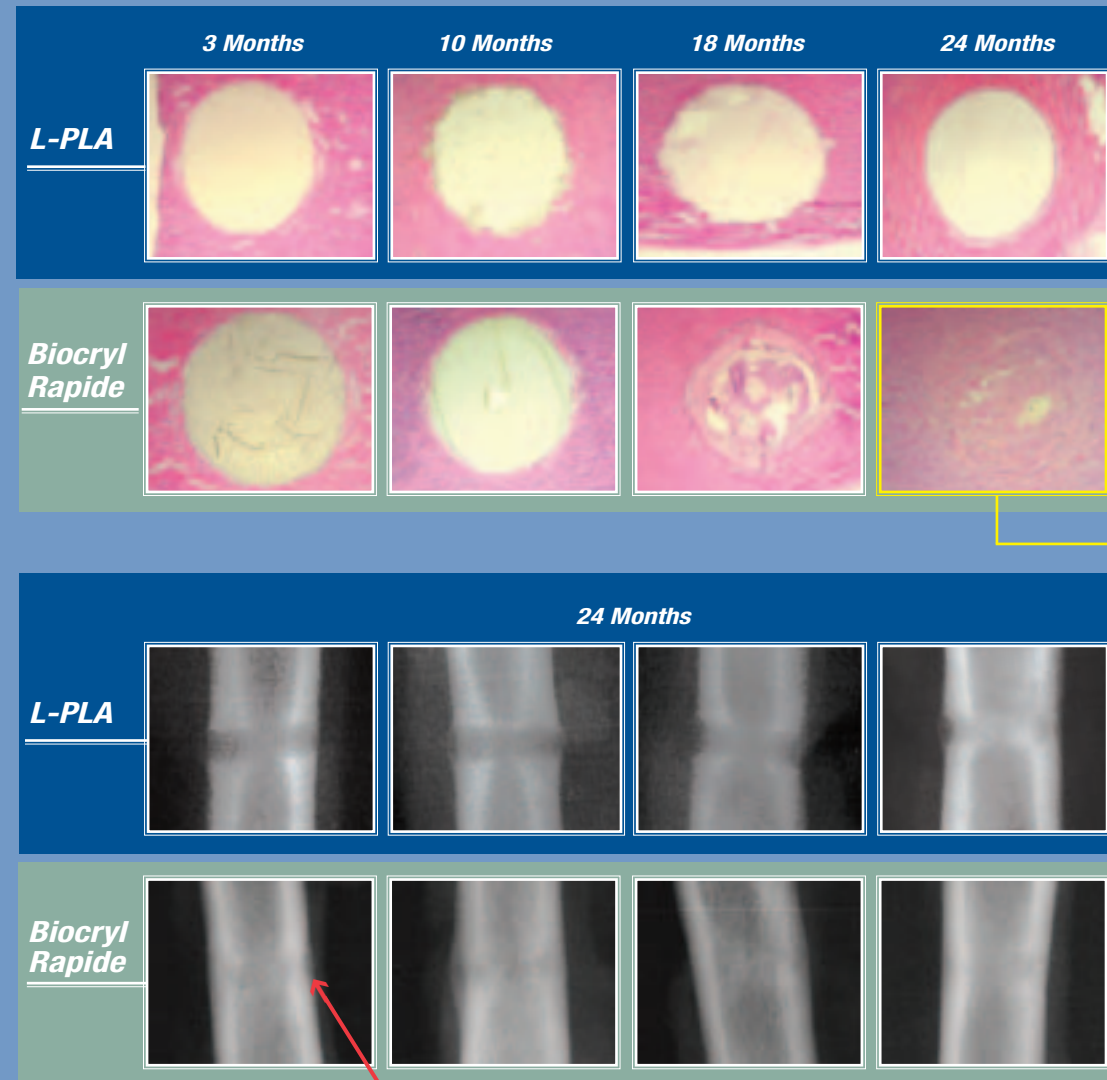 3 Months 10 Months 18 Months 24 Months
L-PLA
Biocryl
Rapide
24 Months
L-PLA
Biocryl
Rapide